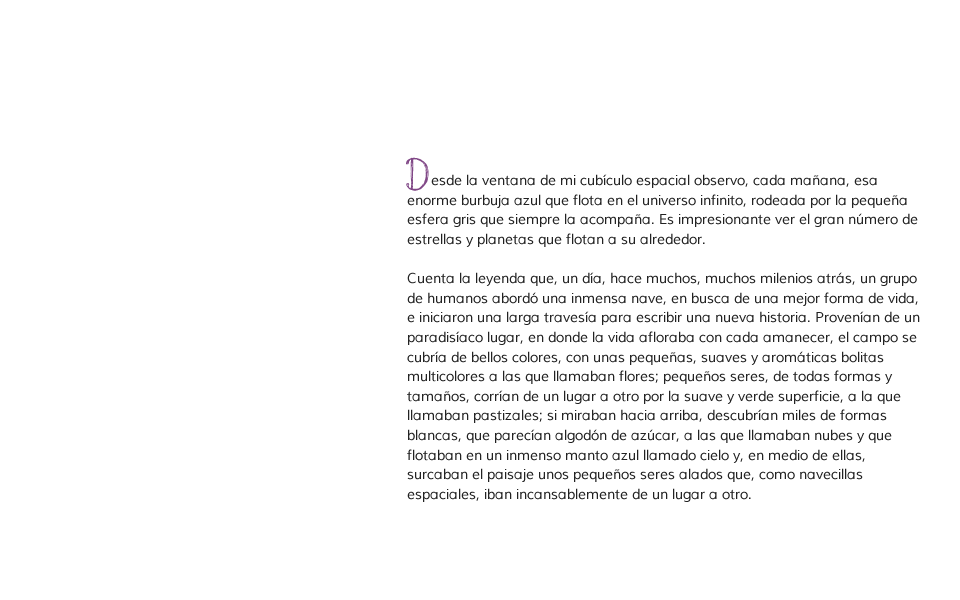 Desde la ventana de mi cubículo espacial observo, cada mañana, esa
enorme burbuja azul que flota en el universo infinito, rodeada por la pequeña
esfera gris que siempre la acompaña. Es impresionante ver el gran número de
estrellas y planetas que flotan a su alrededor.
Cuenta la leyenda que, un día, hace muchos, muchos milenios atrás, un grupo
de humanos abordó una inmensa nave, en busca de una mejor forma de vida,
e iniciaron una larga travesía para escribir una nueva historia. Provenían de un
paradisíaco lugar, en donde la vida afloraba con cada amanecer, el campo se
cubría de bellos colores, con unas pequeñas, suaves y aromáticas bolitas
multicolores a las que llamaban flores; pequeños seres, de todas formas y
tamaños, corrían de un lugar a otro por la suave y verde superficie, a la que
llamaban pastizales; si miraban hacia arriba, descubrían miles de formas
blancas, que parecían algodón de azúcar, a las que llamaban nubes y que
flotaban en un inmenso manto azul llamado cielo y, en medio de ellas,
surcaban el paisaje unos pequeños seres alados que, como navecillas
espaciales, iban incansablemente de un lugar a otro.